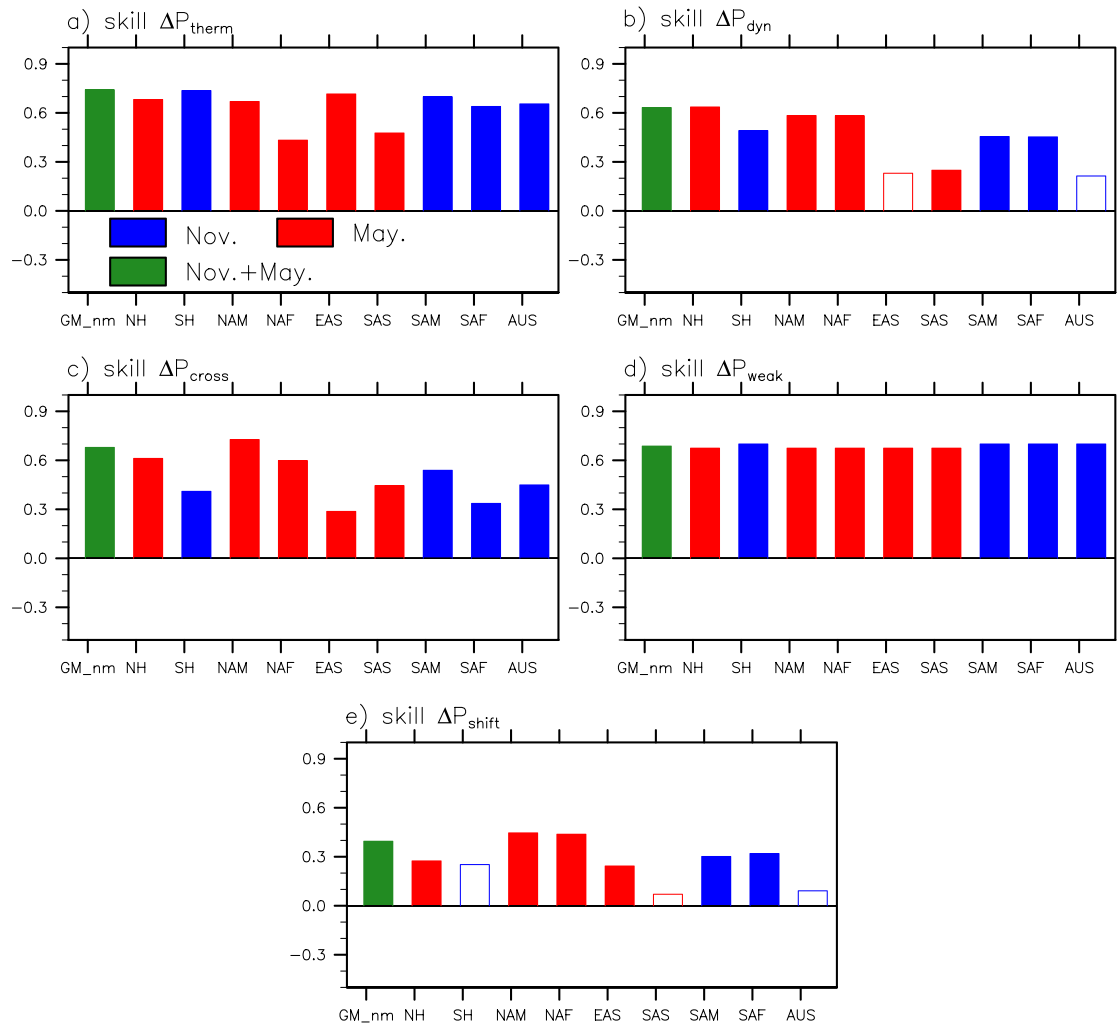 a) skill ΔP_therm
0.9
0.6
0.3
0.0
−0.3
Nov.
May.
Nov.+May.
GM_nm NH SH NAM NAF EAS SAS SAM SAF AUS
b) skill ΔP_dyn
0.9
0.6
0.3
0.0
−0.3
GM_nm NH SH NAM NAF EAS SAS SAM SAF AUS
c) skill ΔP_cross
0.9
0.6
0.3
0.0
−0.3
GM_nm NH SH NAM NAF EAS SAS SAM SAF AUS
d) skill ΔP_weak
0.9
0.6
0.3
0.0
−0.3
GM_nm NH SH NAM NAF EAS SAS SAM SAF AUS
e) skill ΔP_shift
0.9
0.6
0.3
0.0
−0.3
GM_nm NH SH NAM NAF EAS SAS SAM SAF AUS